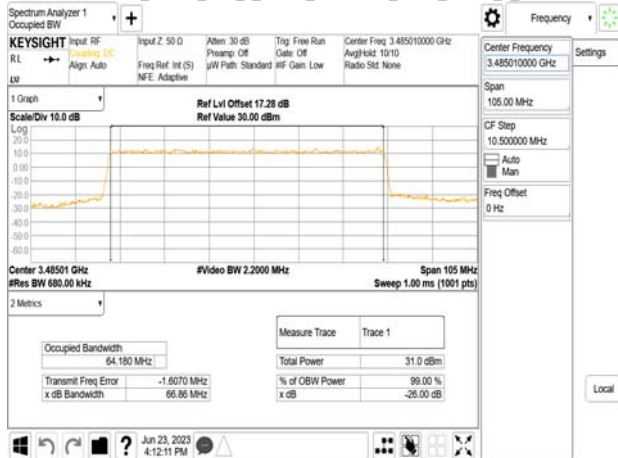 Spectrum Analyzer 1
Occupied BW
+
Frequency
KEYSIGHT
RL
LM
Input: RF
Coupling: DC
Align: Auto
Input Z: 50 Ω
Freq Ref: Int (S)
NFE: Adaptive
Atten: 30 dB
Preamp: Off
µW Path: Standard
Trig: Free Run
Gate: Off
#IF Gain: Low
Center Freq: 3.485010000 GHz
Avg|Hold: 10/10
Radio Std: None
Center Frequency
3.485010000 GHz
Settings
Span
105.00 MHz
CF Step
10.500000 MHz
Auto
Man
Freq Offset
0 Hz
Local
1 Graph
Scale/Div 10.0 dB
Ref Lvl Offset 17.28 dB
Ref Value 30.00 dBm
Log
20.0
10.0
0.00
-10.0
-20.0
-30.0
-40.0
-50.0
-60.0
Center 3.48501 GHz
#Res BW 680.00 kHz
#Video BW 2.2000 MHz
Span 105 MHz
Sweep 1.00 ms (1001 pts)
2 Metrics
Measure Trace Trace 1
Occupied Bandwidth
64.180 MHz
Total Power 31.0 dBm
Transmit Freq Error -1.6070 MHz
% of OBW Power 99.00 %
x dB Bandwidth 66.86 MHz
x dB -26.00 dB
?
Jun 23, 2023
4:12:11 PM